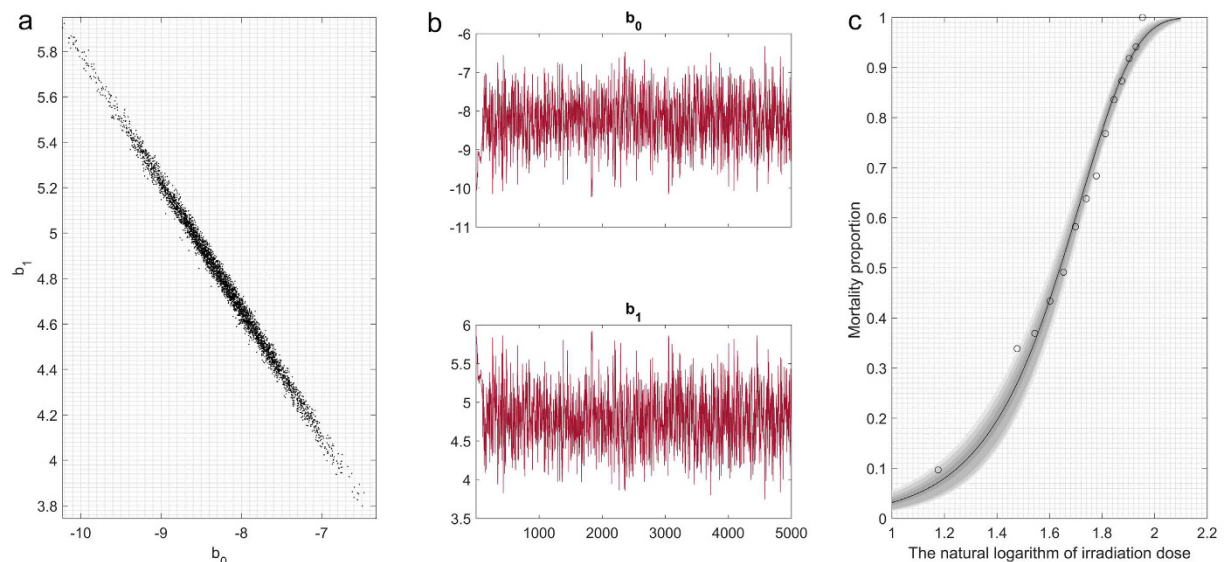 a
5.8
5.6
5.4
5.2
5
4.8
4.6
4.4
4.2
4
3.8
b₁
-10 -9 -8 -7
b₀
b
b₀
-6
-7
-8
-9
-10
-11
b₁
6
5.5
5
4.5
4
3.5
1000 2000 3000 4000 5000
c
1
0.9
0.8
0.7
0.6
0.5
0.4
0.3
0.2
0.1
0
Mortality proportion
1 1.2 1.4 1.6 1.8 2 2.2
The natural logarithm of irradiation dose